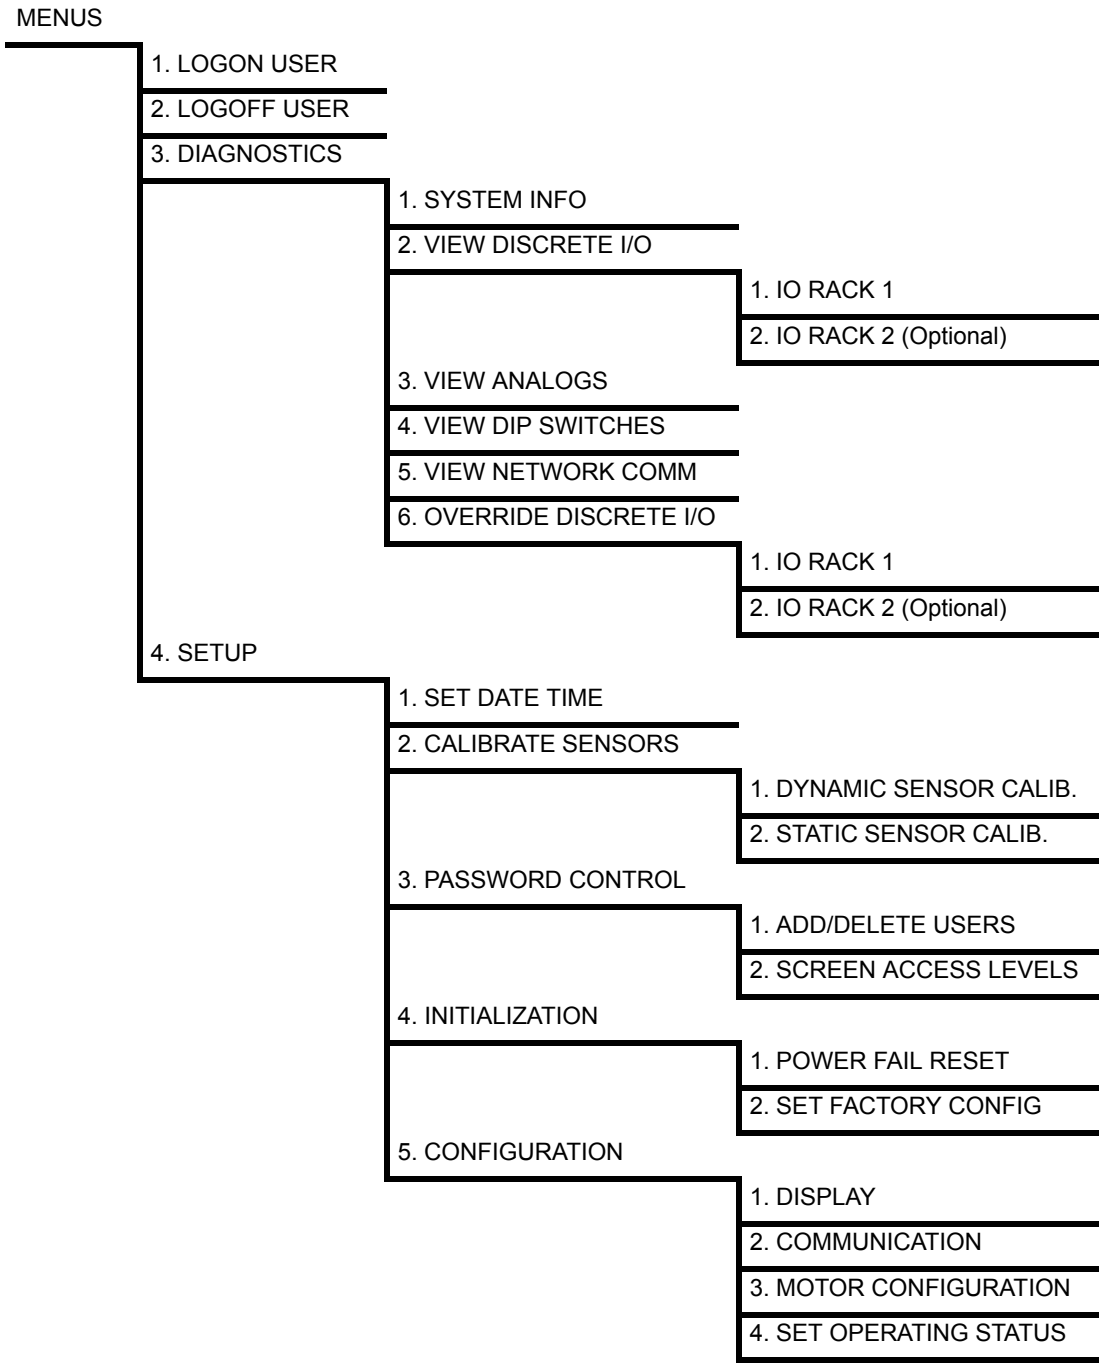 MENUS
1. LOGON USER
2. LOGOFF USER
3. DIAGNOSTICS
1. SYSTEM INFO
2. VIEW DISCRETE I/O
1. IO RACK 1
2. IO RACK 2 (Optional)
3. VIEW ANALOGS
4. VIEW DIP SWITCHES
5. VIEW NETWORK COMM
6. OVERRIDE DISCRETE I/O
1. IO RACK 1
2. IO RACK 2 (Optional)
4. SETUP
1. SET DATE TIME
2. CALIBRATE SENSORS
1. DYNAMIC SENSOR CALIB.
2. STATIC SENSOR CALIB.
3. PASSWORD CONTROL
1. ADD/DELETE USERS
2. SCREEN ACCESS LEVELS
4. INITIALIZATION
1. POWER FAIL RESET
2. SET FACTORY CONFIG
5. CONFIGURATION
1. DISPLAY
2. COMMUNICATION
3. MOTOR CONFIGURATION
4. SET OPERATING STATUS